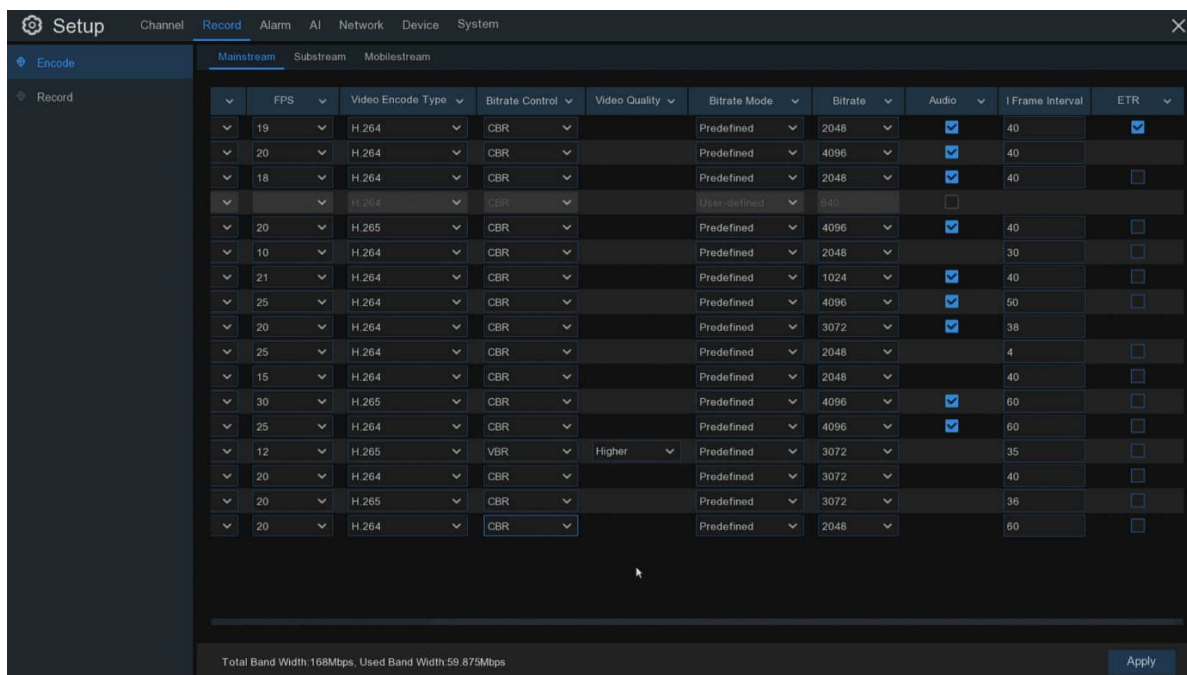 Setup Channel Record Alarm AI Network Device System
Encode
Record
Mainstream Substream Mobilestream
FPS Video Encode Type Bitrate Control Video Quality Bitrate Mode Bitrate Audio I Frame Interval ETR
19 H.264 CBR Predefined 2048 40
20 H.264 CBR Predefined 4096 40
18 H.264 CBR Predefined 2048 40
H.264 CBR User-defined 640
20 H.265 CBR Predefined 4096 40
10 H.264 CBR Predefined 2048 30
21 H.264 CBR Predefined 1024 40
25 H.264 CBR Predefined 4096 50
20 H.264 CBR Predefined 3072 38
25 H.264 CBR Predefined 2048 4
15 H.264 CBR Predefined 2048 40
30 H.265 CBR Predefined 4096 60
25 H.264 CBR Predefined 4096 60
12 H.265 VBR Higher Predefined 3072 35
20 H.264 CBR Predefined 3072 40
20 H.265 CBR Predefined 3072 36
20 H.264 CBR Predefined 2048 60
Total Band Width:168Mbps, Used Band Width:59.875Mbps
Apply